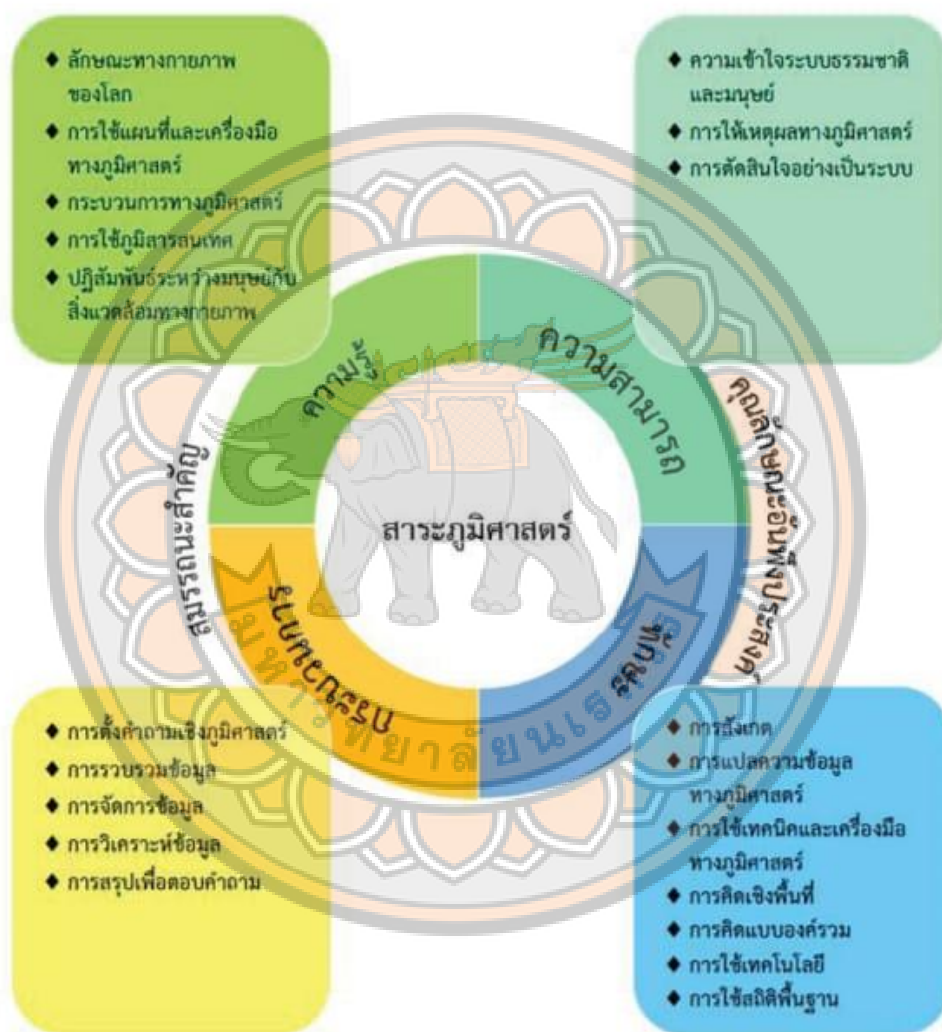 ◆ ลักษณะทางกายภาพ
ของโลก
◆ การใช้แผนที่และเครื่องมือ
ทางภูมิศาสตร์
◆ กระบวนการทางภูมิศาสตร์
◆ การใช้ภูมิสารสนเทศ
◆ ปฏิสัมพันธ์ระหว่างมนุษย์กับ
สิ่งแวดล้อมทางกายภาพ
◆ ความเข้าใจระบบธรรมชาติ
และมนุษย์
◆ การให้เหตุผลทางภูมิศาสตร์
◆ การตัดสินใจอย่างเป็นระบบ
ความรู้
ความสามารถ
สมรรถนะสำคัญ
คุณลักษณะอันพึงประสงค์
สาระภูมิศาสตร์
กระบวนการ
ทักษะ
มหาวิทยาลัยนเรศวร
◆ การตั้งคำถามเชิงภูมิศาสตร์
◆ การรวบรวมข้อมูล
◆ การจัดการข้อมูล
◆ การวิเคราะห์ข้อมูล
◆ การสรุปเพื่อตอบคำถาม
◆ การสังเกต
◆ การแปลความข้อมูล
ทางภูมิศาสตร์
◆ การใช้เทคนิคและเครื่องมือ
ทางภูมิศาสตร์
◆ การคิดเชิงพื้นที่
◆ การคิดแบบองค์รวม
◆ การใช้เทคโนโลยี
◆ การใช้สถิติพื้นฐาน